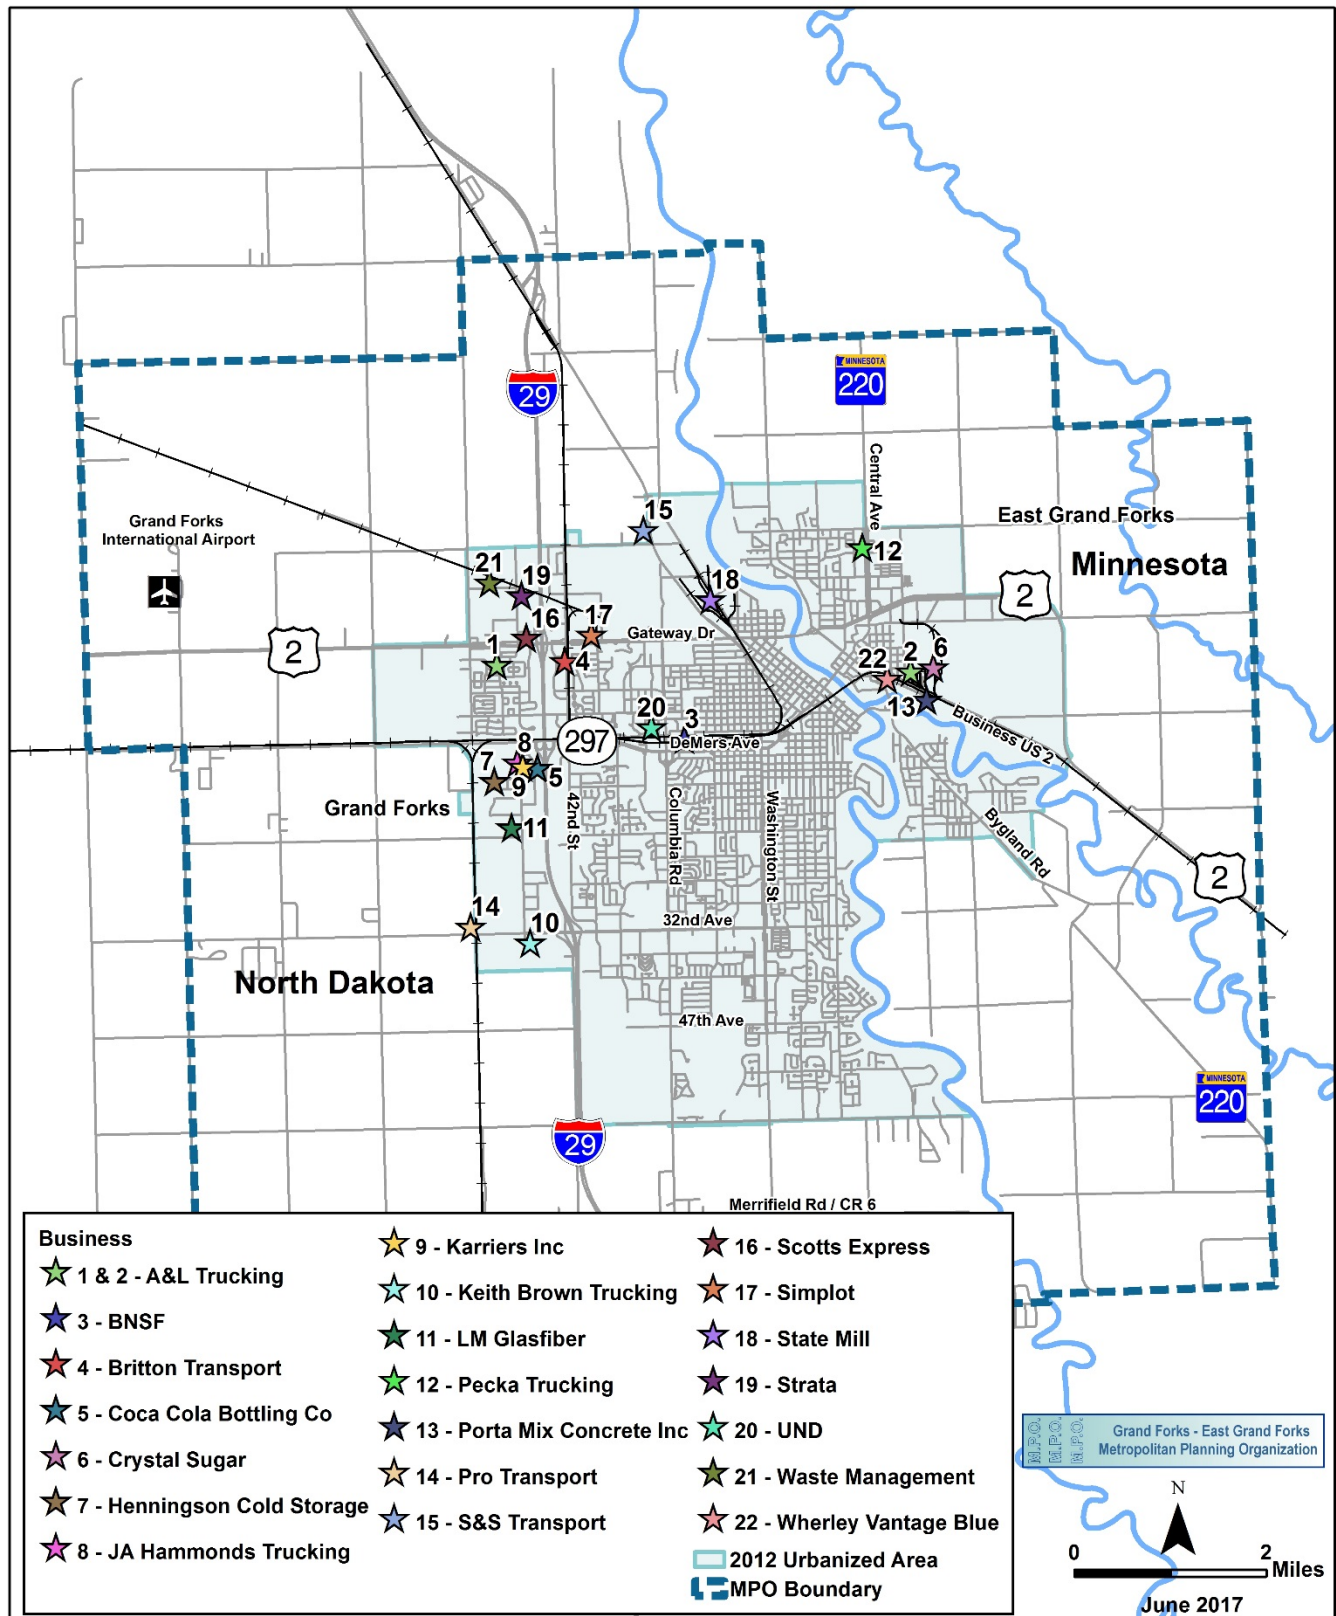 29
MINNESOTA
220
Central Ave
15
East Grand Forks
Grand Forks
International Airport
12
Minnesota
21
19
18
2
16
17
Gateway Dr
2
1
4
22
2
6
20
3
13
297
DeMers Ave
Business US 2
8
7
5
9
42nd St
Columbia Rd
Washington St
Grand Forks
11
Bygland Rd
2
14
10
32nd Ave
North Dakota
47th Ave
MINNESOTA
220
29
Merrifield Rd / CR 6
Business
1 & 2 - A&L Trucking
3 - BNSF
4 - Britton Transport
5 - Coca Cola Bottling Co
6 - Crystal Sugar
7 - Henningson Cold Storage
8 - JA Hammonds Trucking
9 - Karriers Inc
10 - Keith Brown Trucking
11 - LM Glasfiber
12 - Pecka Trucking
13 - Porta Mix Concrete Inc
14 - Pro Transport
15 - S&S Transport
16 - Scotts Express
17 - Simplot
18 - State Mill
19 - Strata
20 - UND
21 - Waste Management
22 - Wherley Vantage Blue
2012 Urbanized Area
MPO Boundary
M.P.O.
M.P.O.
M.P.O.
Grand Forks - East Grand Forks
Metropolitan Planning Organization
N
0 2
Miles
June 2017